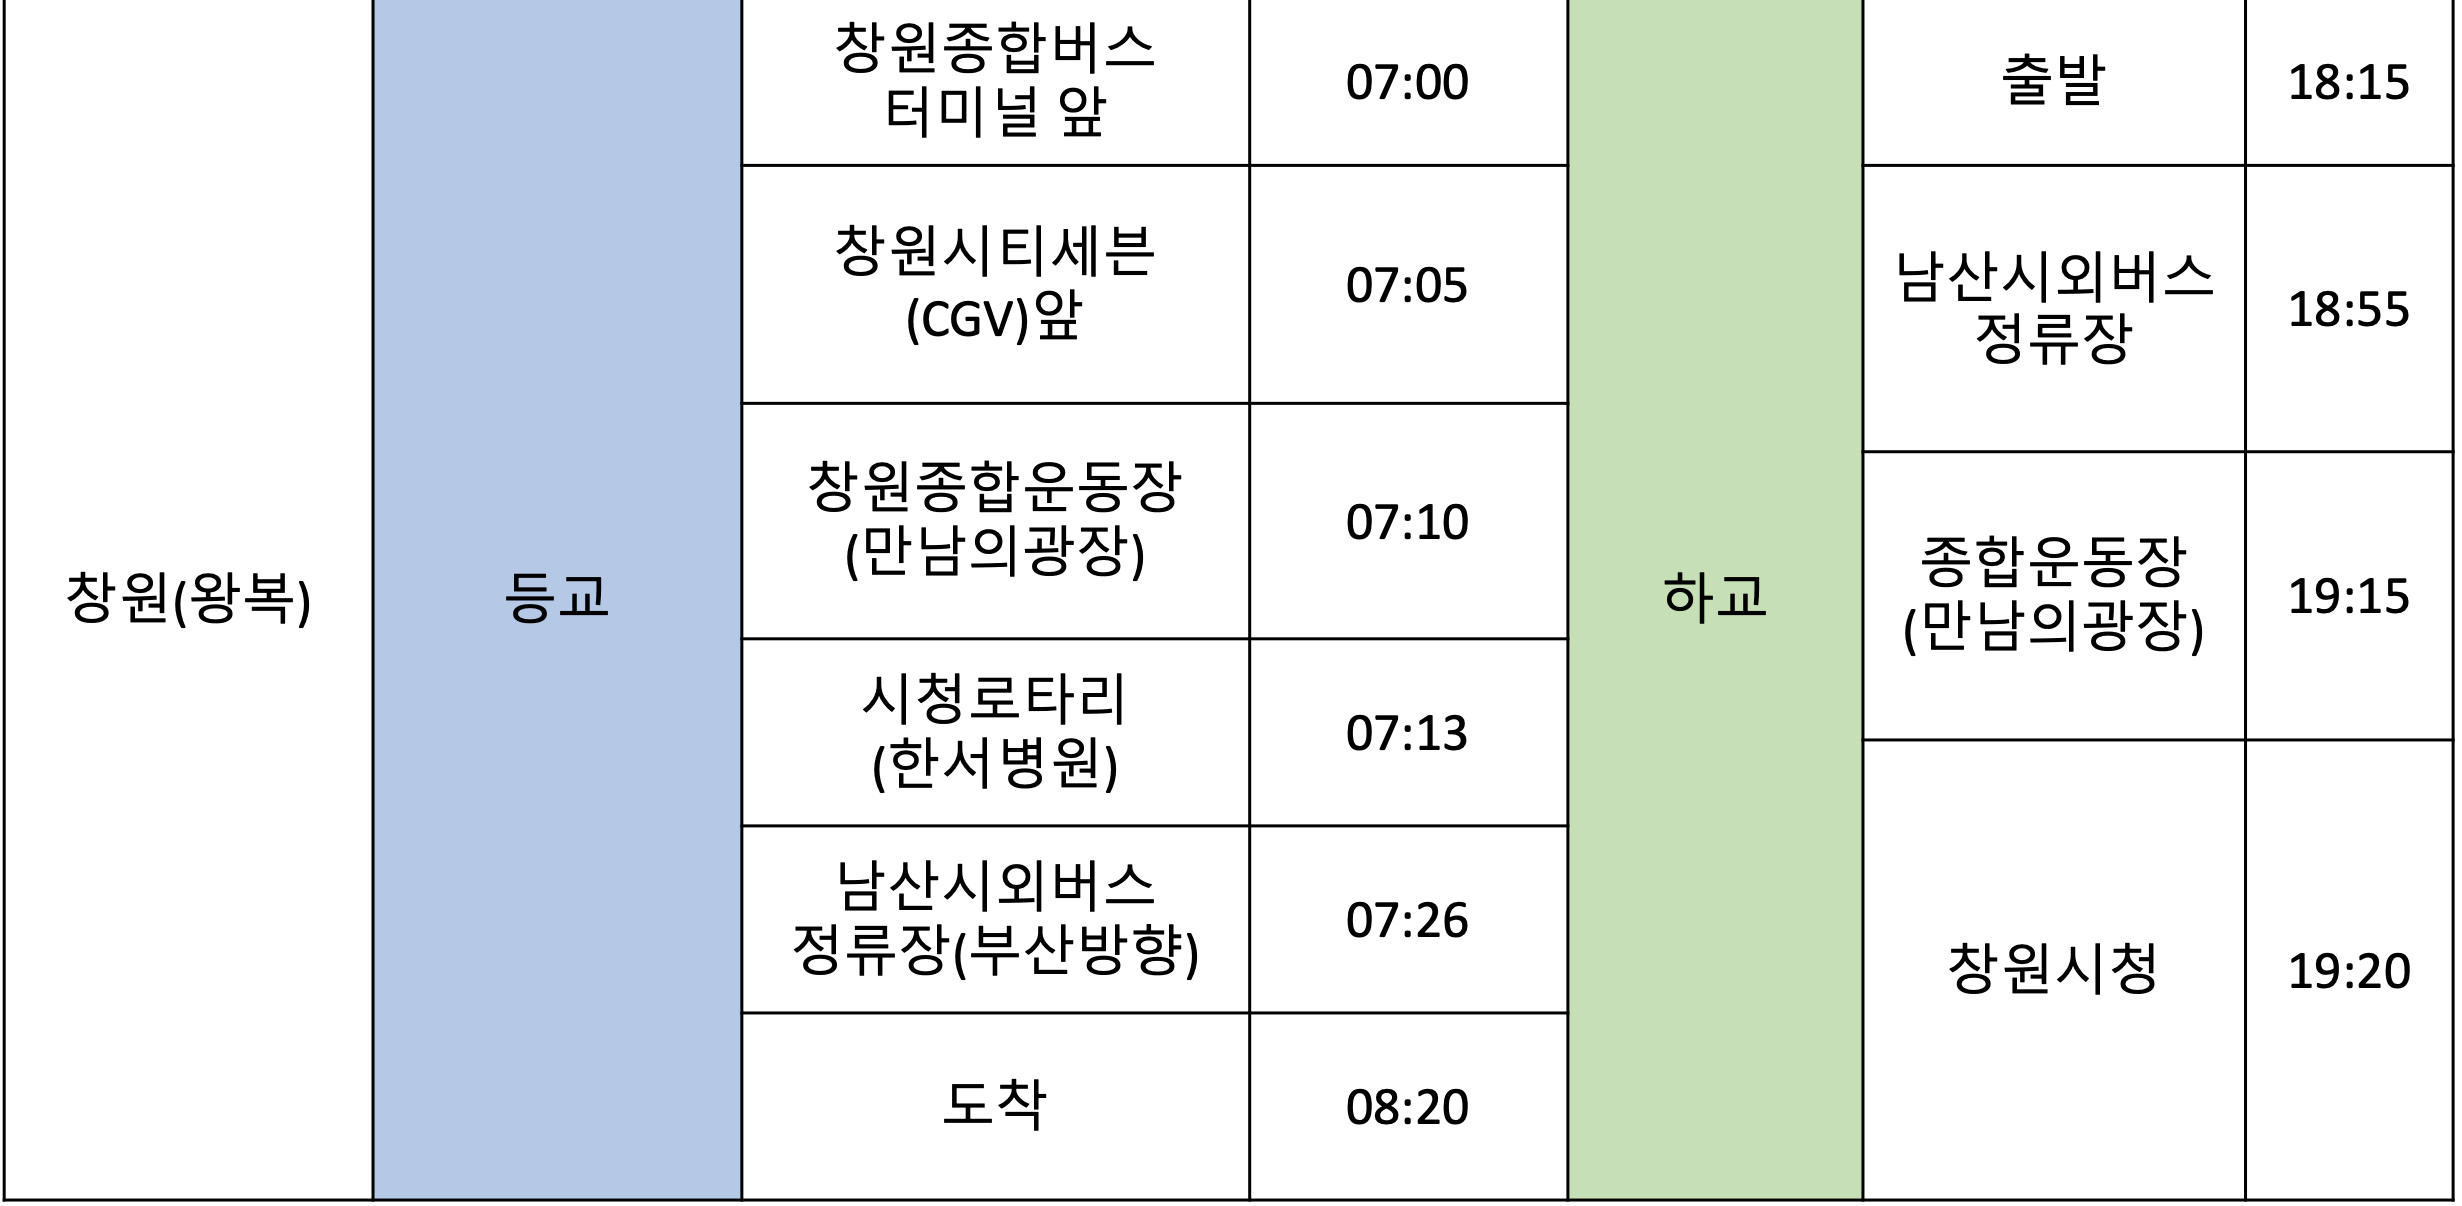 창원(왕복)
등교
창원종합버스
터미널 앞
07:00
창원시티세븐
(CGV)앞
07:05
창원종합운동장
(만남의광장)
07:10
시청로타리
(한서병원)
07:13
남산시외버스
정류장(부산방향)
07:26
도착
08:20
하교
출발
18:15
남산시외버스
정류장
18:55
종합운동장
(만남의광장)
19:15
창원시청
19:20